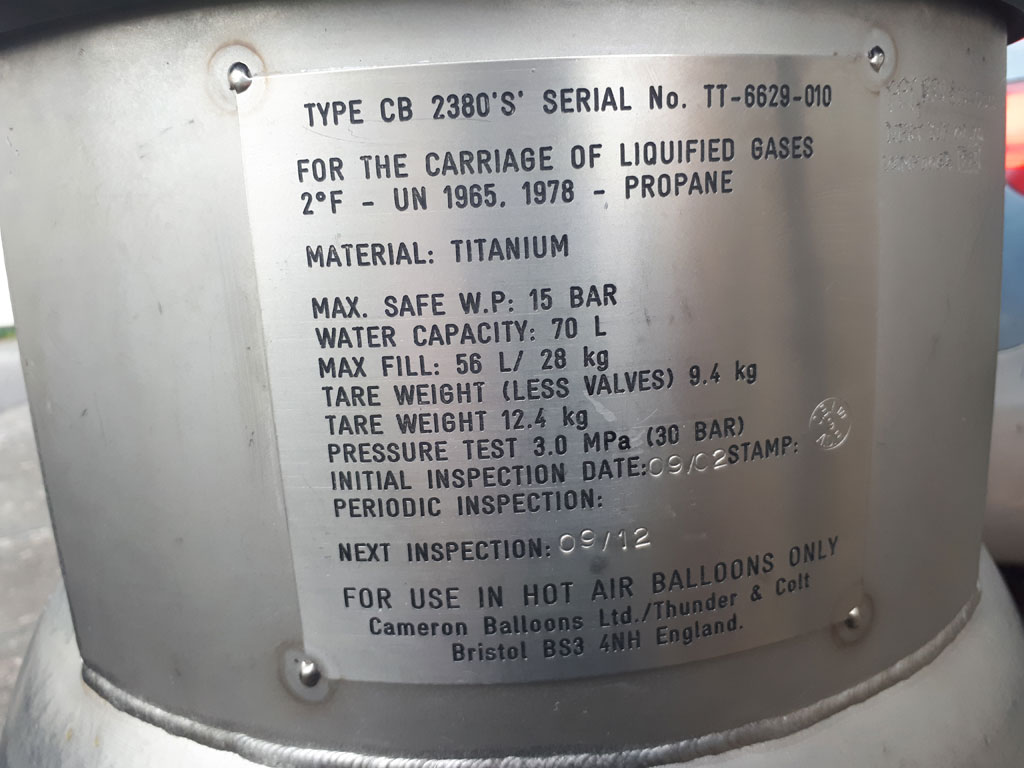 TYPE CB 2380'S' SERIAL No. TT-6629-010
FOR THE CARRIAGE OF LIQUIFIED GASES
2°F - UN 1965. 1978 - PROPANE
MATERIAL: TITANIUM
MAX. SAFE W.P: 15 BAR
WATER CAPACITY: 70 L
MAX FILL: 56 L/ 28 kg
TARE WEIGHT (LESS VALVES) 9.4 kg
TARE WEIGHT 12.4 kg
PRESSURE TEST 3.0 MPa (30 BAR)
INITIAL INSPECTION DATE:09/02 STAMP:
PERIODIC INSPECTION:
NEXT INSPECTION: 09/12
FOR USE IN HOT AIR BALLOONS ONLY
Cameron Balloons Ltd./Thunder & Colt
Bristol BS3 4NH England.